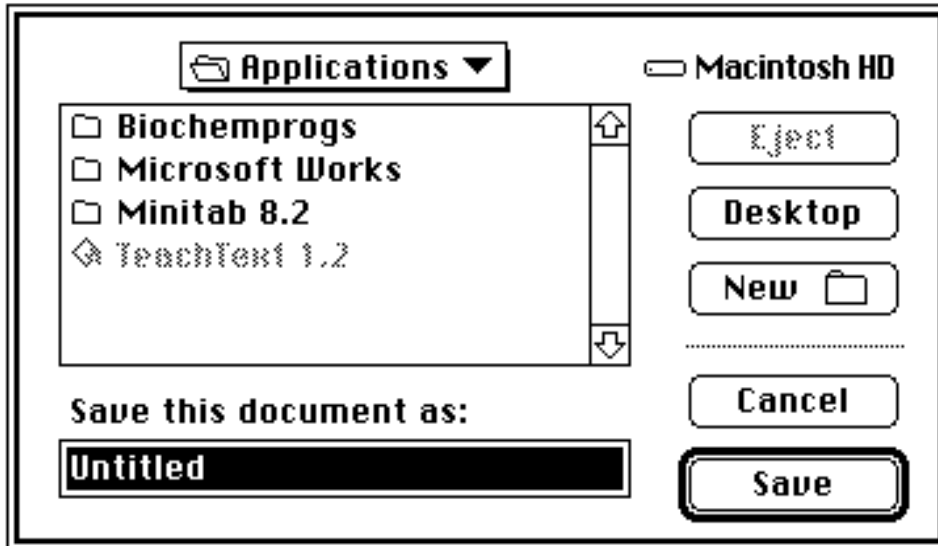 Applications
Macintosh HD
Biochemprogs
Microsoft Works
Minitab 8.2
TeachText 1.2
Eject
Desktop
New
Save this document as:
Untitled
Cancel
Save